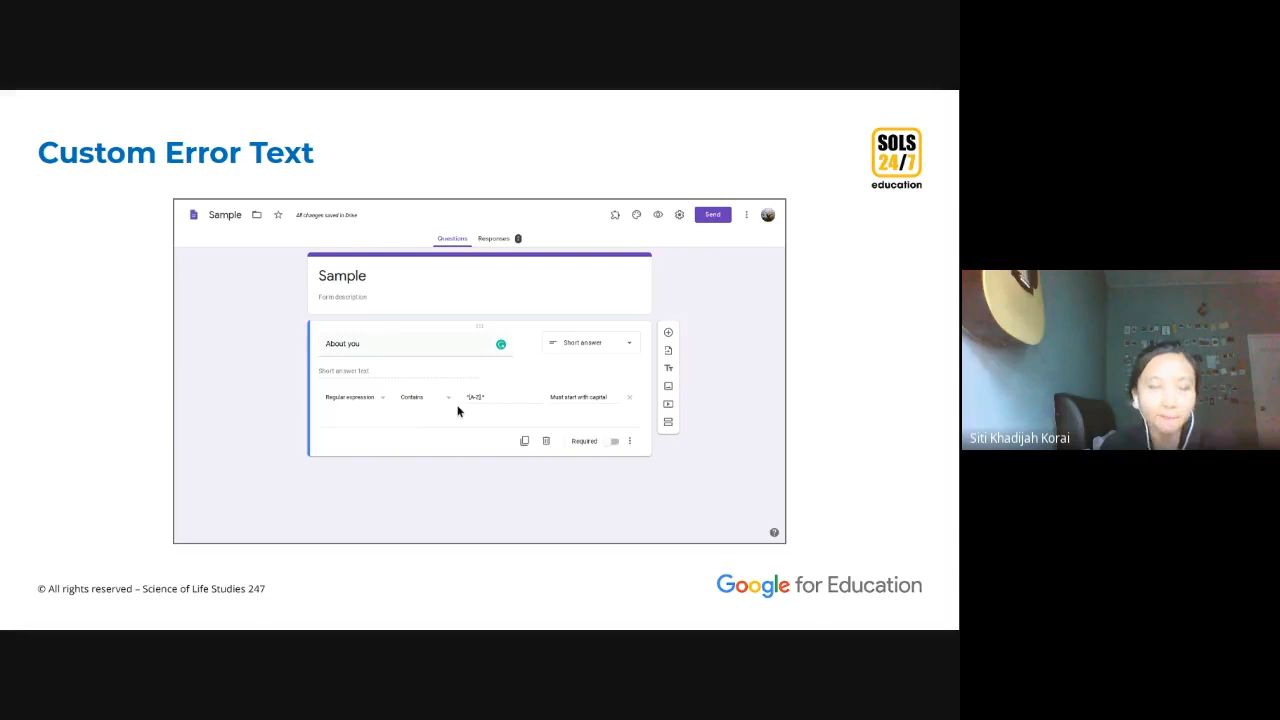 Custom Error Text
SOLS
24/7
education
Sample
All changes saved in Drive
Send
Questions
Responses
Sample
Form description
About you
Short answer
Short answer text
Regular expression
Contains
Must start with capital
Required
Siti Khadijah Korai
© All rights reserved – Science of Life Studies 247
Google for Education